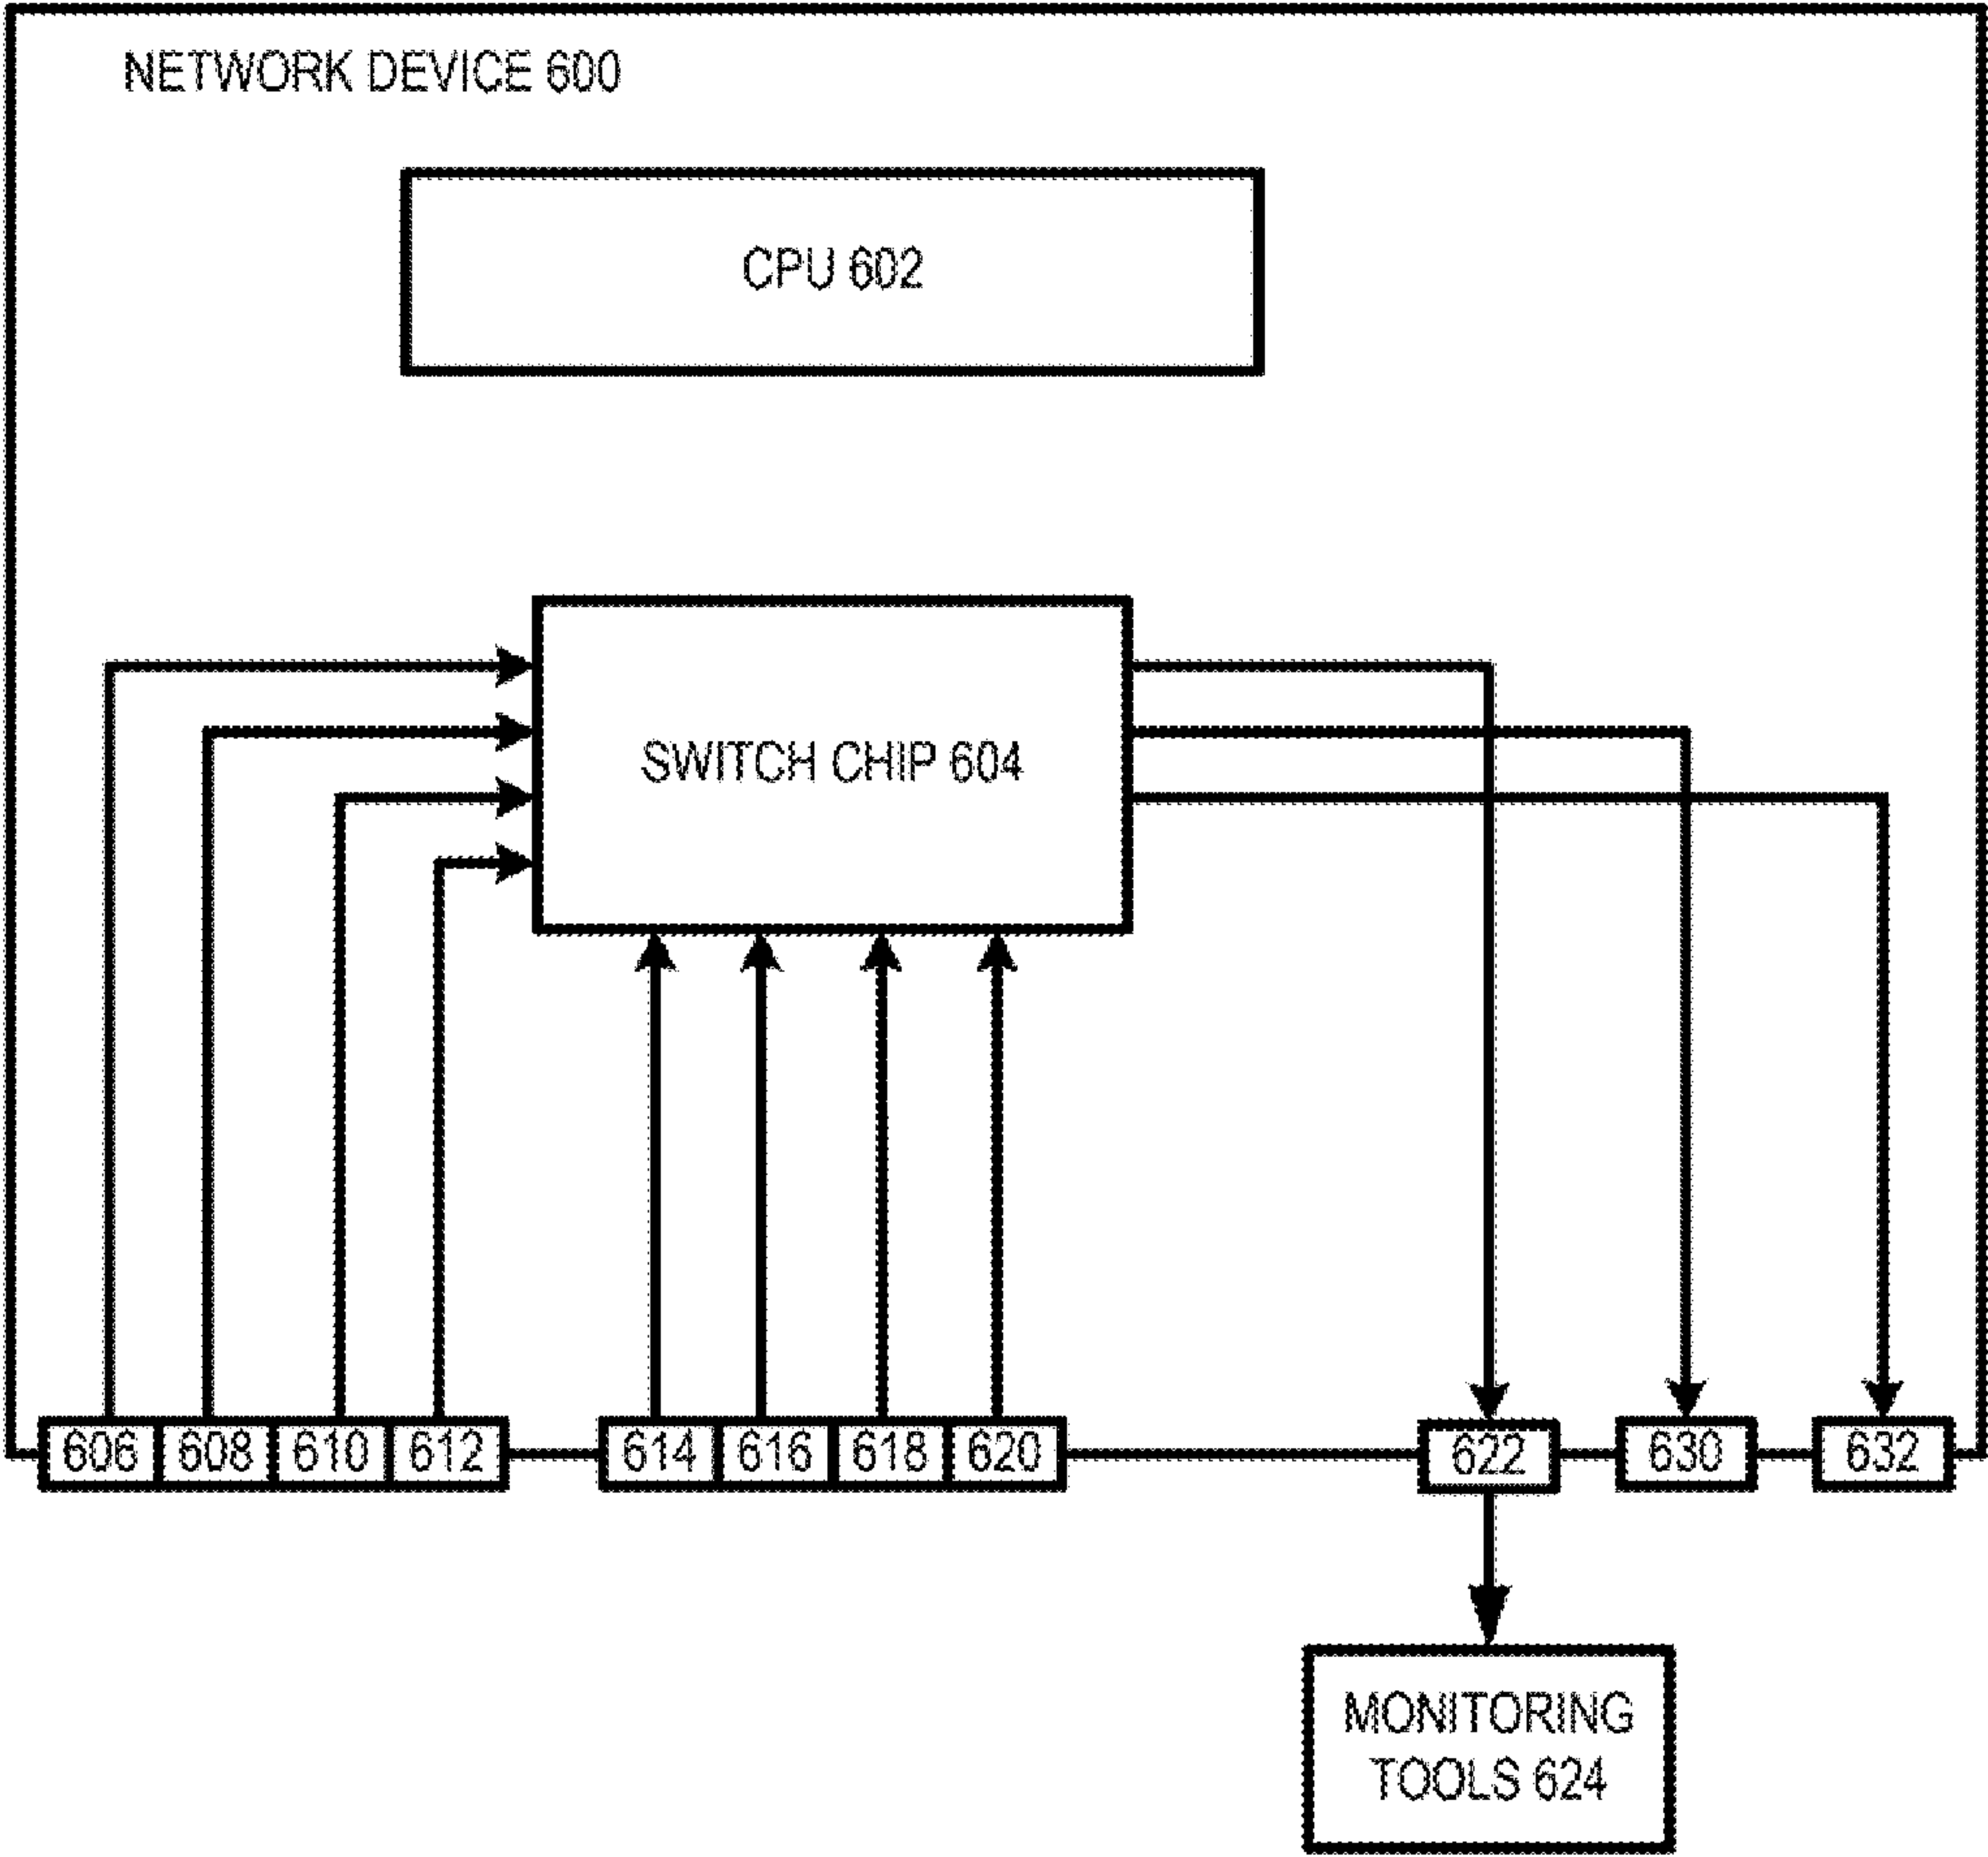 NETWORK DEVICE 600
CPU 602
SWITCH CHIP 604
606 608 610 612 614 616 618 620 622 630 632
MONITORING
TOOLS 624